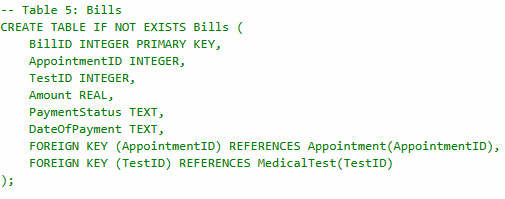 -- Table 5: Bills
CREATE TABLE IF NOT EXISTS Bills (
    BillID INTEGER PRIMARY KEY,
    AppointmentID INTEGER,
    TestID INTEGER,
    Amount REAL,
    PaymentStatus TEXT,
    DateOfPayment TEXT,
    FOREIGN KEY (AppointmentID) REFERENCES Appointment(AppointmentID),
    FOREIGN KEY (TestID) REFERENCES MedicalTest(TestID)
);